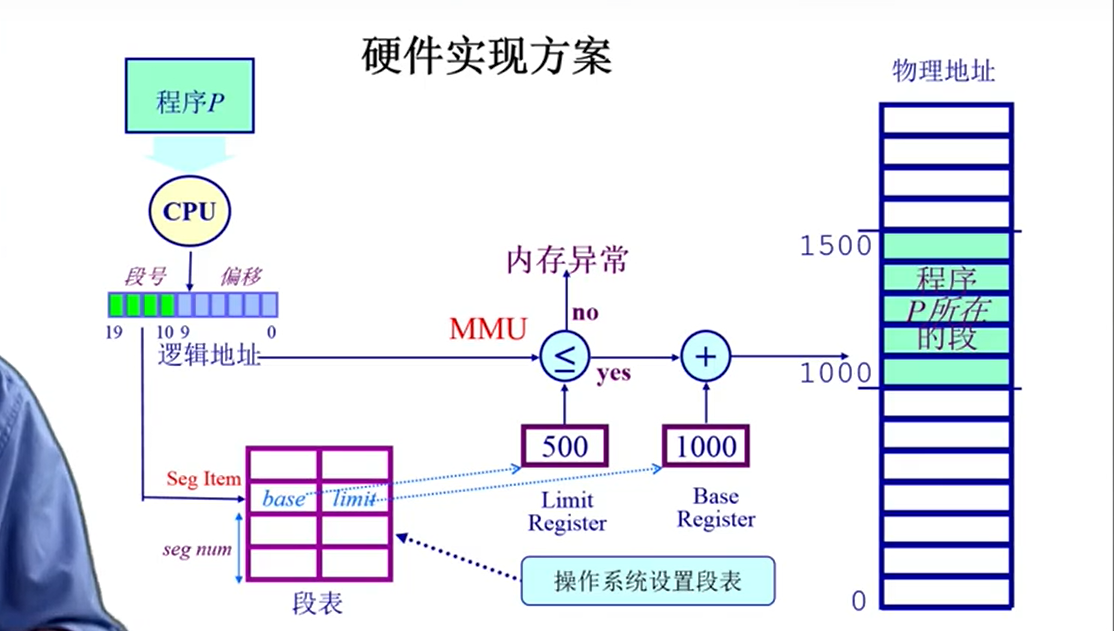 硬件实现方案
程序P
CPU
段号
偏移
19
10
9
0
逻辑地址
MMU
内存异常
no
≤
yes
+
500
1000
Limit
Register
Base
Register
Seg Item
base
limit
seg num
段表
操作系统设置段表
物理地址
1500
程序
P所在
的段
1000
0